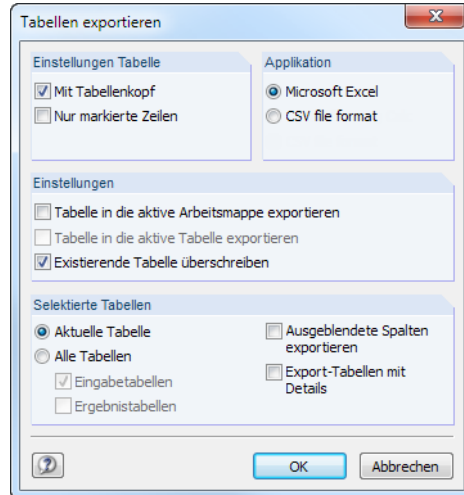 Tabellen exportieren
Einstellungen Tabelle
Mit Tabellenkopf
Nur markierte Zeilen
Applikation
Microsoft Excel
CSV file format
Einstellungen
Tabelle in die aktive Arbeitsmappe exportieren
Tabelle in die aktive Tabelle exportieren
Existierende Tabelle überschreiben
Selektierte Tabellen
Aktuelle Tabelle
Alle Tabellen
Eingabetabellen
Ergebnistabellen
Ausgeblendete Spalten
exportieren
Export-Tabellen mit
Details
OK
Abbrechen